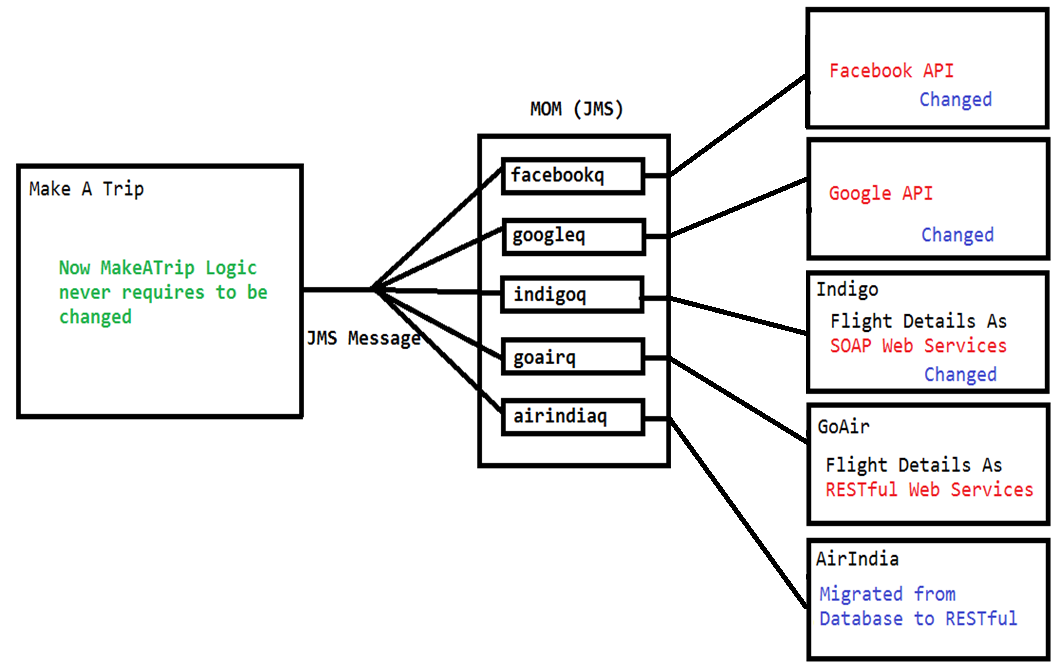 Make A Trip
Now MakeATrip Logic
never requires to be
changed
JMS Message
MOM (JMS)
facebookq
googleq
indigoq
goairq
airindiaq
Facebook API
Changed
Google API
Changed
Indigo
Flight Details As
SOAP Web Services
Changed
GoAir
Flight Details As
RESTful Web Services
AirIndia
Migrated from
Database to RESTful